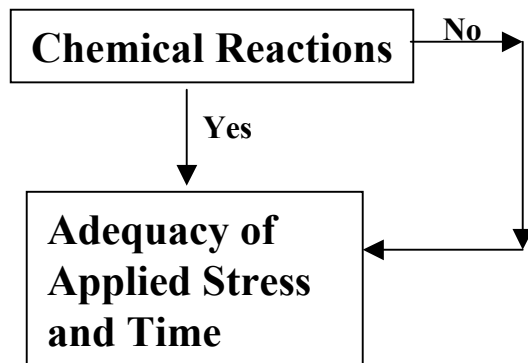 Chemical Reactions
No
Yes
Adequacy of
Applied Stress
and Time